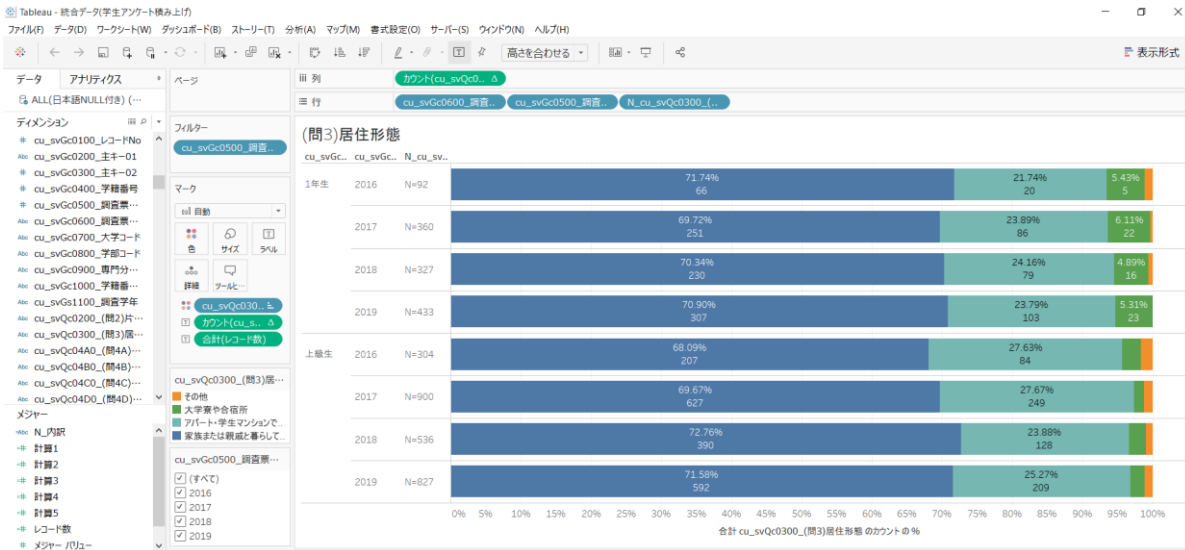 Tableau - 統合データ(学生アンケート積み上げ)
ファイル(F) データ(D) ワークシート(W) ダッシュボード(B) ストーリー(T) 分析(A) マップ(M) 書式設定(O) サーバー(S) ウィンドウ(N) ヘルプ(H)
高さを合わせる
表示形式
データ アナリティクス
ALL(日本語NULL付き) (…
ディメンション
cu_svGc0100_レコードNo
cu_svGc0200_主キー01
cu_svGc0300_主キー02
cu_svGc0400_学籍番号
cu_svGc0500_調査票…
cu_svGc0600_調査票…
cu_svGc0700_大学コード
cu_svGc0800_学部コード
cu_svGc0900_専門分…
cu_svGc1000_学籍番…
cu_svGs1100_調査学年
cu_svQc0200_(問2)片…
cu_svQc0300_(問3)居…
cu_svQc04A0_(問4A)…
cu_svQc04B0_(問4B)…
cu_svQc04C0_(問4C)…
cu_svQc04D0_(問4D)…
メジャー
N_内訳
計算1
計算2
計算3
計算4
計算5
レコード数
メジャー バリュー
ページ
フィルター
cu_svGc0500_調査..
マーク
自動
色 サイズ ラベル
詳細 ツールヒ…
cu_svQc030..
カウント(cu_s..
合計(レコード数)
cu_svQc0300_(問3)居…
その他
大学寮や合宿所
アパート・学生マンションで..
家族または親戚と暮らして..
cu_svGc0500_調査票…
(すべて)
2016
2017
2018
2019
列 カウント(cu_svQc0..
行 cu_svGc0600_調査.. cu_svGc0500_調査.. N_cu_svQc0300_(..
(問3)居住形態
cu_svGc.. cu_svGc.. N_cu_sv..
1年生 2016 N=92 71.74% 21.74% 5.43%
66 20 5
2017 N=360 69.72% 23.89% 6.11%
251 86 22
2018 N=327 70.34% 24.16% 4.89%
230 79 16
2019 N=433 70.90% 23.79% 5.31%
307 103 23
上級生 2016 N=304 68.09% 27.63%
207 84
2017 N=900 69.67% 27.67%
627 249
2018 N=536 72.76% 23.88%
390 128
2019 N=827 71.58% 25.27%
592 209
0% 5% 10% 15% 20% 25% 30% 35% 40% 45% 50% 55% 60% 65% 70% 75% 80% 85% 90% 95% 100%
合計 cu_svQc0300_(問3)居住形態 のカウント の %